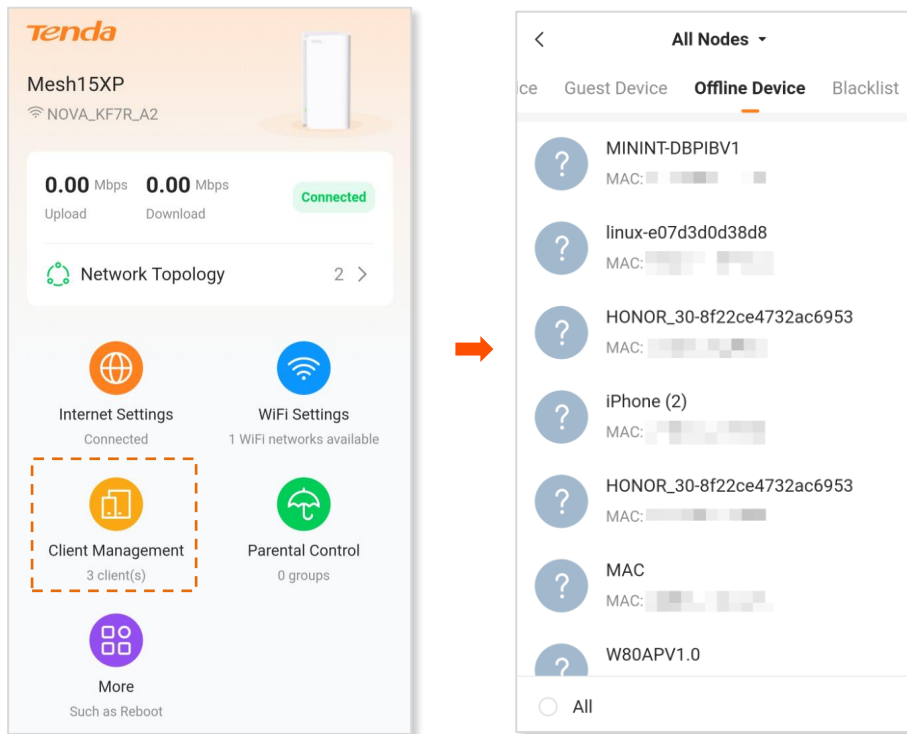 Tenda
Mesh15XP
NOVA_KF7R_A2
0.00 Mbps 0.00 Mbps
Upload Download
Connected
Network Topology 2
Internet Settings
Connected
WiFi Settings
1 WiFi networks available
Client Management
3 client(s)
Parental Control
0 groups
More
Such as Reboot
All Nodes
ice Guest Device Offline Device Blacklist
MININT-DBPIBV1
MAC:
linux-e07d3d0d38d8
MAC:
HONOR_30-8f22ce4732ac6953
MAC:
iPhone (2)
MAC:
HONOR_30-8f22ce4732ac6953
MAC:
MAC
MAC:
W80APV1.0
All